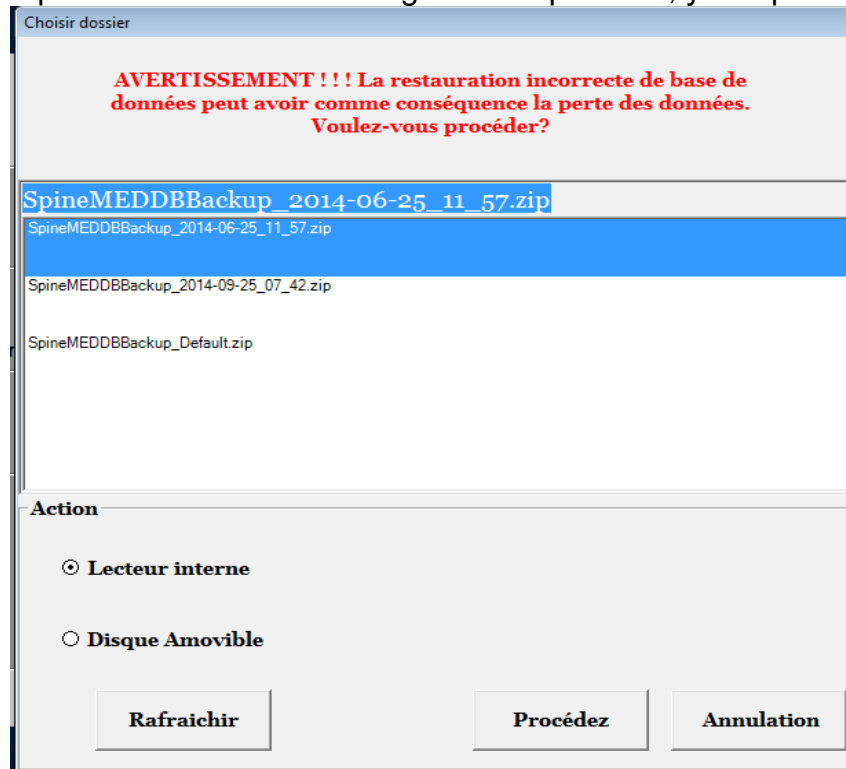 Choisir dossier
AVERTISSEMENT ! ! ! La restauration incorrecte de base de
données peut avoir comme conséquence la perte des données.
Voulez-vous procéder?
SpineMEDDBBackup_2014-06-25_11_57.zip
SpineMEDDBBackup_2014-06-25_11_57.zip
SpineMEDDBBackup_2014-09-25_07_42.zip
SpineMEDDBBackup_Default.zip
Action
Lecteur interne
Disque Amovible
Rafraichir
Procédez
Annulation